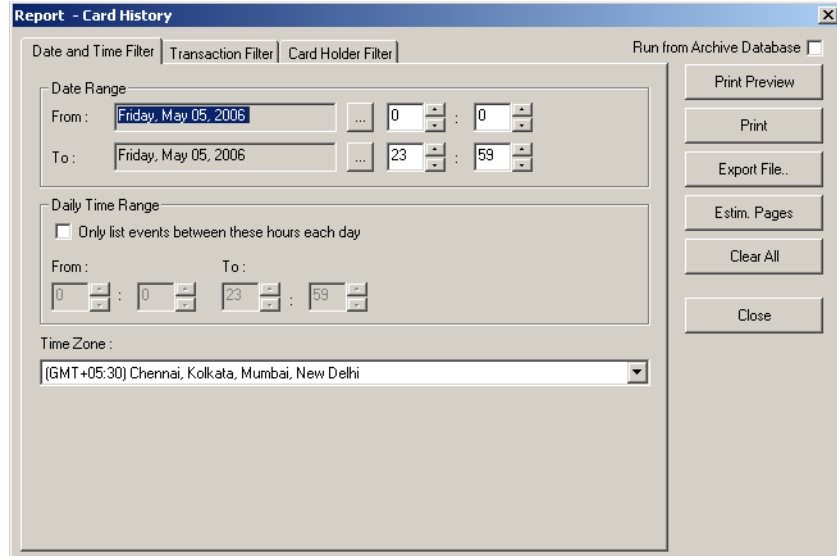 Report - Card History
Date and Time Filter Transaction Filter Card Holder Filter Run from Archive Database
Date Range
From : Friday, May 05, 2006 ... 0 : 0
To : Friday, May 05, 2006 ... 23 : 59
Daily Time Range
Only list events between these hours each day
From : To :
0 : 0 23 : 59
Time Zone :
(GMT+05:30) Chennai, Kolkata, Mumbai, New Delhi
Print Preview
Print
Export File..
Estim. Pages
Clear All
Close